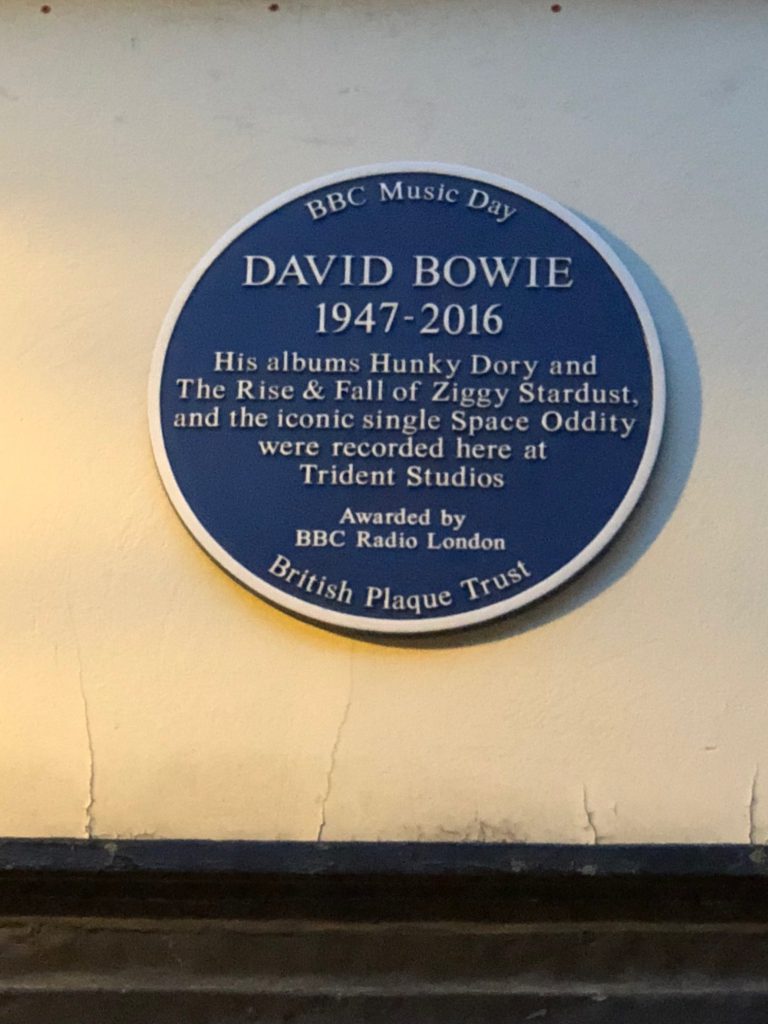 BBC Music Day
DAVID BOWIE
1947-2016
His albums Hunky Dory and
The Rise & Fall of Ziggy Stardust,
and the iconic single Space Oddity
were recorded here at
Trident Studios
Awarded by
BBC Radio London
British Plaque Trust